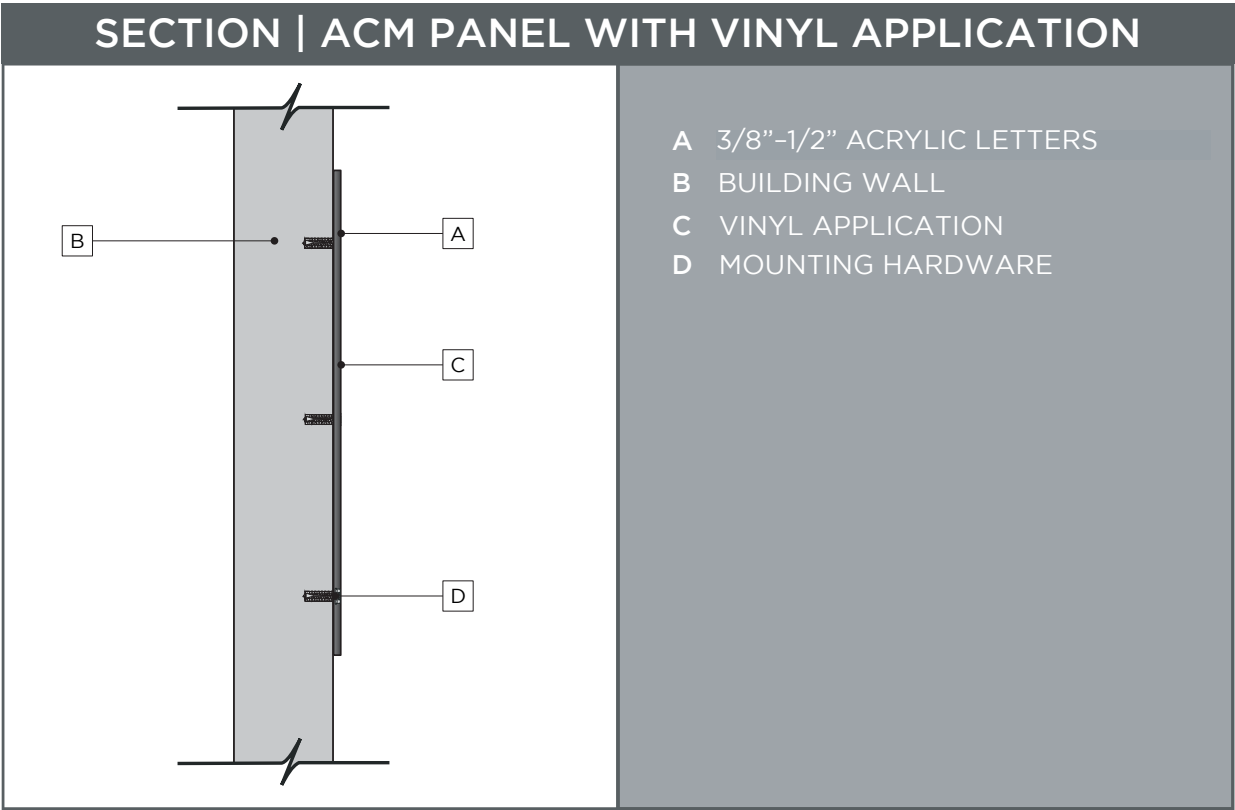 SECTION | ACM PANEL WITH VINYL APPLICATION
B
A
C
D
A 3/8”–1/2” ACRYLIC LETTERS
B BUILDING WALL
C VINYL APPLICATION
D MOUNTING HARDWARE